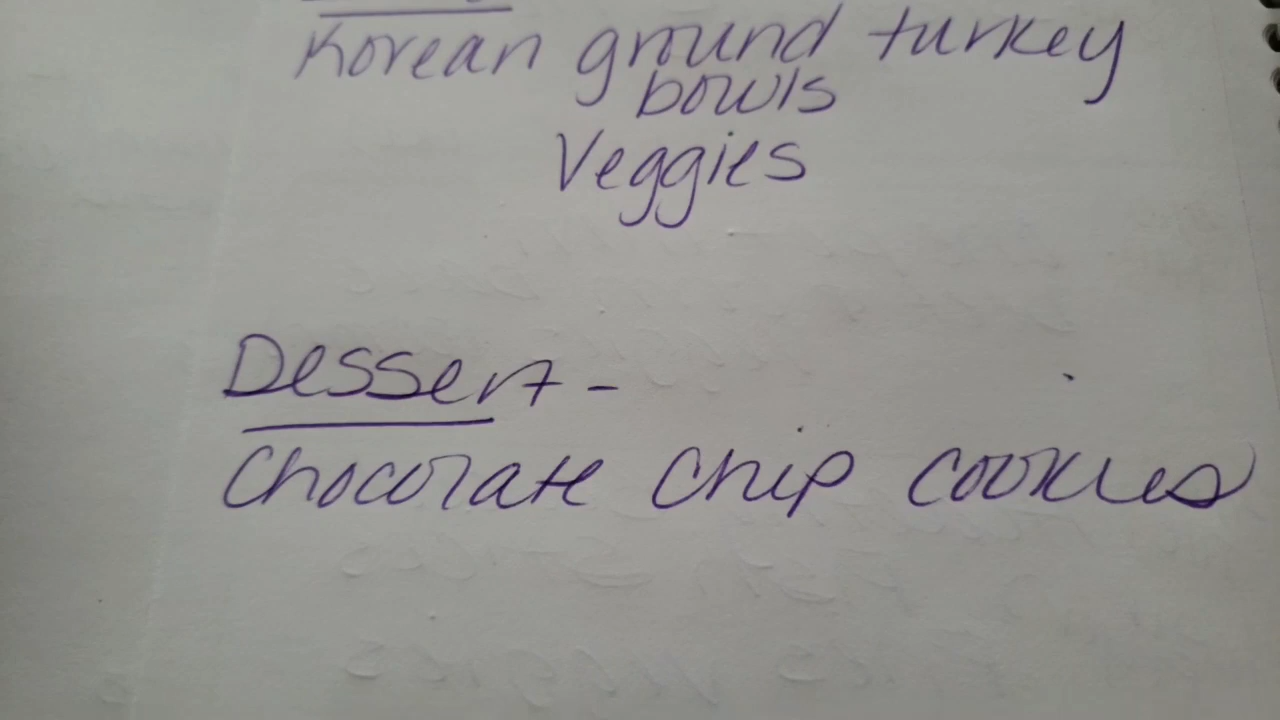 Korean ground turkey
bowls
Veggies
Dessert -
Chocolate Chip cookies